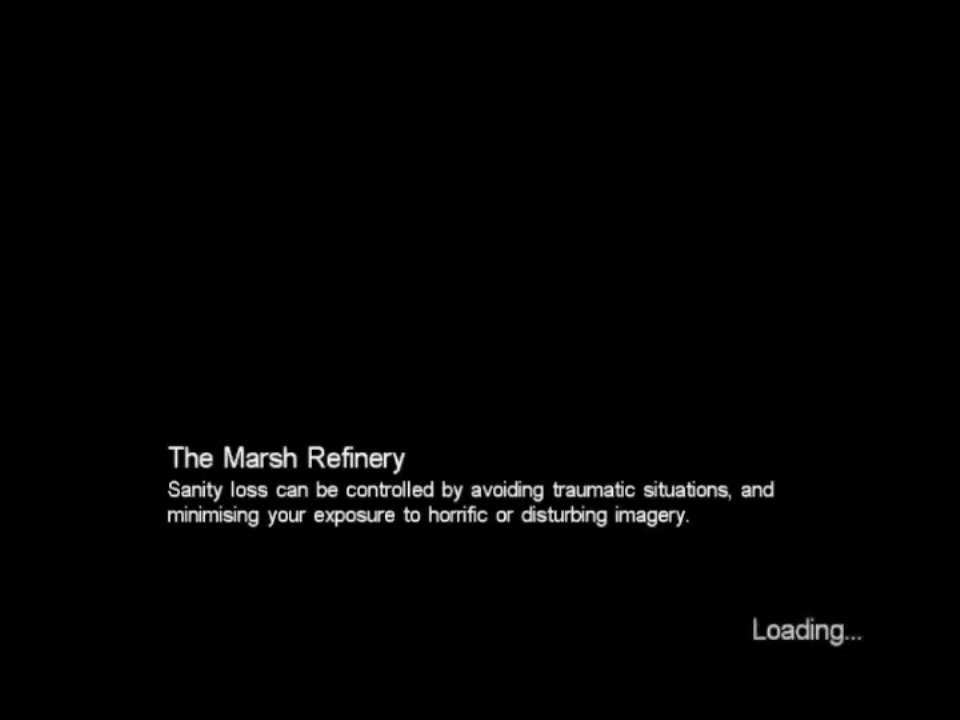 The Marsh Refinery
Sanity loss can be controlled by avoiding traumatic situations, and
minimising your exposure to horrific or disturbing imagery.
Loading...